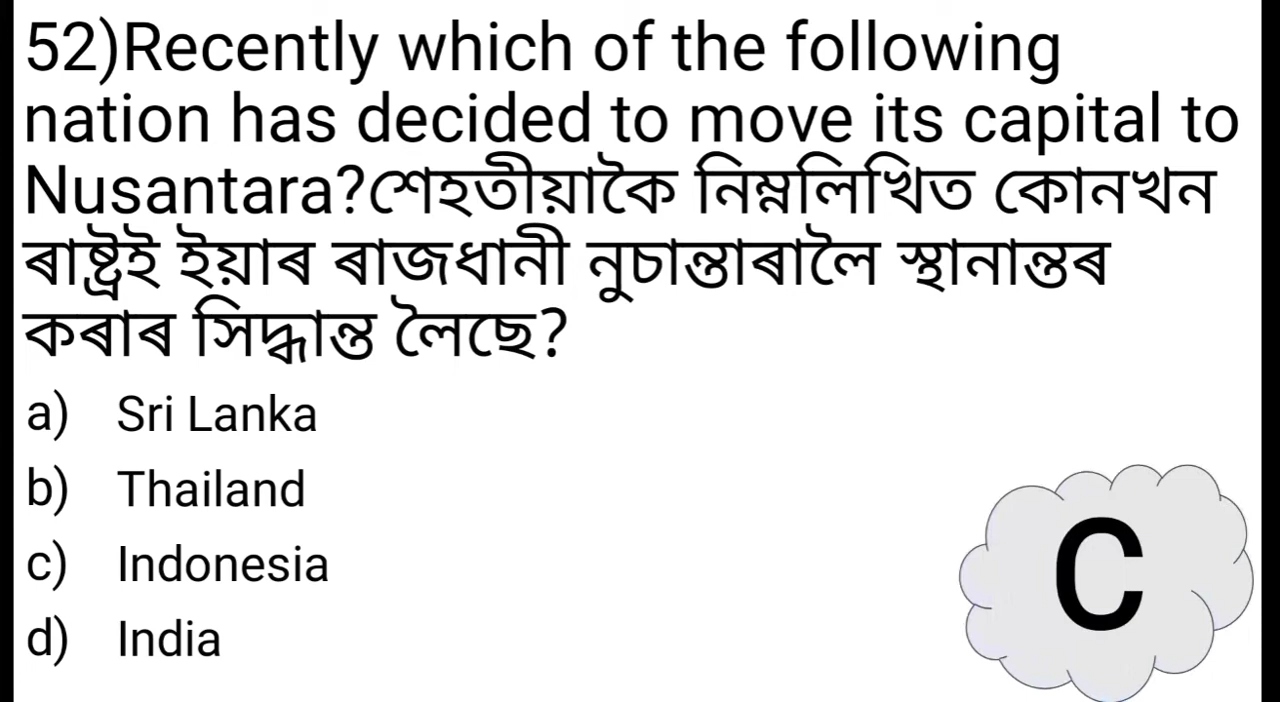 52)Recently which of the following
nation has decided to move its capital to
Nusantara?শেহতীয়াকৈ নিম্নলিখিত কোনখন
ৰাষ্ট্ৰই ইয়াৰ ৰাজধানী নুচান্তাৰালৈ স্থানান্তৰ
কৰাৰ সিদ্ধান্ত লৈছে?
a) Sri Lanka
b) Thailand
c) Indonesia
d) India
C